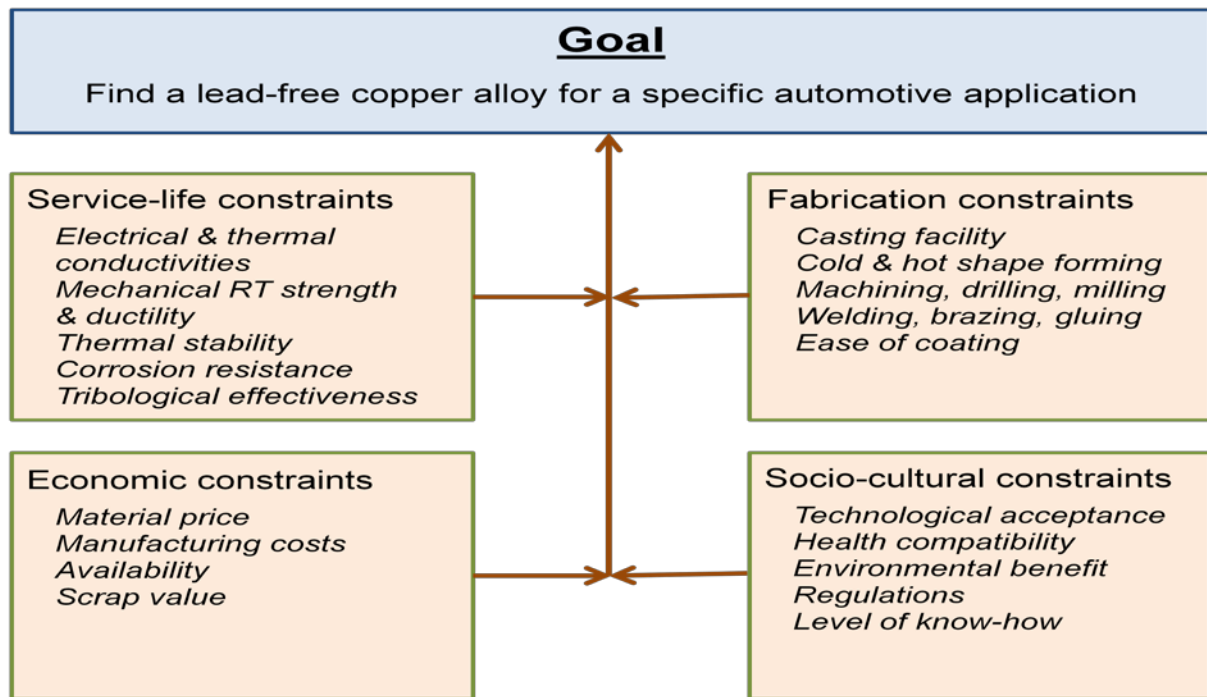 Goal
Find a lead-free copper alloy for a specific automotive application
Service-life constraints
Electrical & thermal
conductivities
Mechanical RT strength
& ductility
Thermal stability
Corrosion resistance
Tribological effectiveness
Fabrication constraints
Casting facility
Cold & hot shape forming
Machining, drilling, milling
Welding, brazing, gluing
Ease of coating
Economic constraints
Material price
Manufacturing costs
Availability
Scrap value
Socio-cultural constraints
Technological acceptance
Health compatibility
Environmental benefit
Regulations
Level of know-how